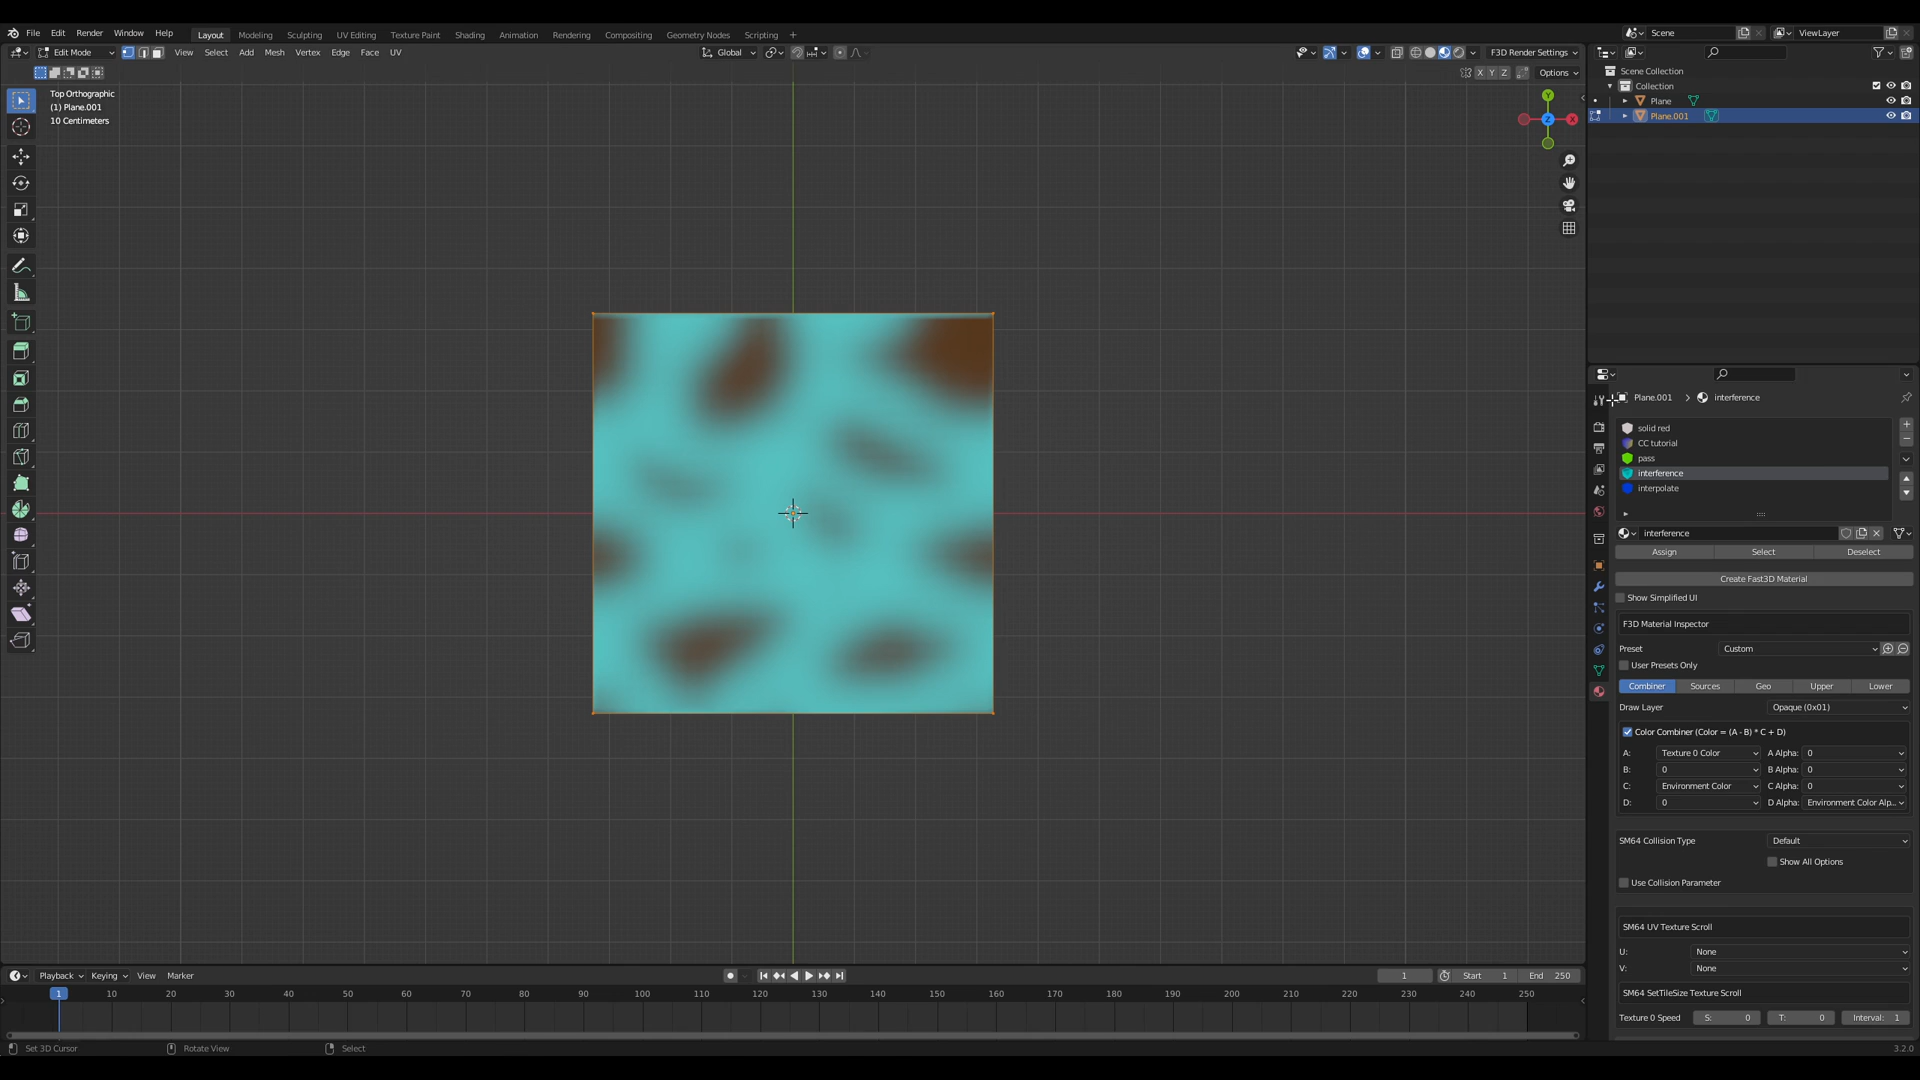 File Edit Render Window Help Layout Modeling Sculpting UV Editing Texture Paint Shading Animation Rendering Compositing Geometry Nodes Scripting + Scene ViewLayer
Edit Mode View Select Add Mesh Vertex Edge Face UV Global F3D Render Settings
X Y Z Options
Top Orthographic
(1) Plane.001
10 Centimeters
Y
Z
X
Scene Collection
Collection
Plane
Plane.001
Plane.001 > interference
solid red
CC tutorial
pass
interference
interpolate
interference
Assign Select Deselect
Create Fast3D Material
Show Simplified UI
F3D Material Inspector
Preset Custom
User Presets Only
Combiner Sources Geo Upper Lower
Draw Layer Opaque (0x01)
Color Combiner (Color = (A - B) * C + D)
A: Texture 0 Color A Alpha: 0
B: 0 B Alpha: 0
C: Environment Color C Alpha: 0
D: 0 D Alpha: Environment Color Alp...
SM64 Collision Type Default
Show All Options
Use Collision Parameter
SM64 UV Texture Scroll
U: None
V: None
SM64 SetTileSize Texture Scroll
Texture 0 Speed S: 0 T: 0 Interval: 1
Playback Keying View Marker 1 Start 1 End 250
1 10 20 30 40 50 60 70 80 90 100 110 120 130 140 150 160 170 180 190 200 210 220 230 240 250
Set 3D Cursor Rotate View Select 3.2.0